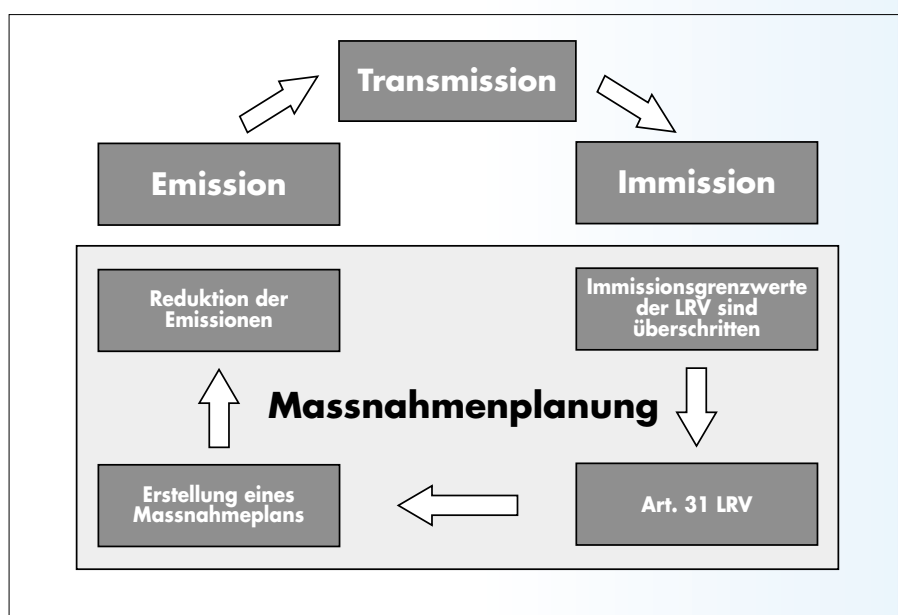 Transmission
Emission
Immission
Reduktion der
Emissionen
Immissionsgrenzwerte
der LRV sind
überschritten
Massnahmenplanung
Erstellung eines
Massnahmeplans
Art. 31 LRV